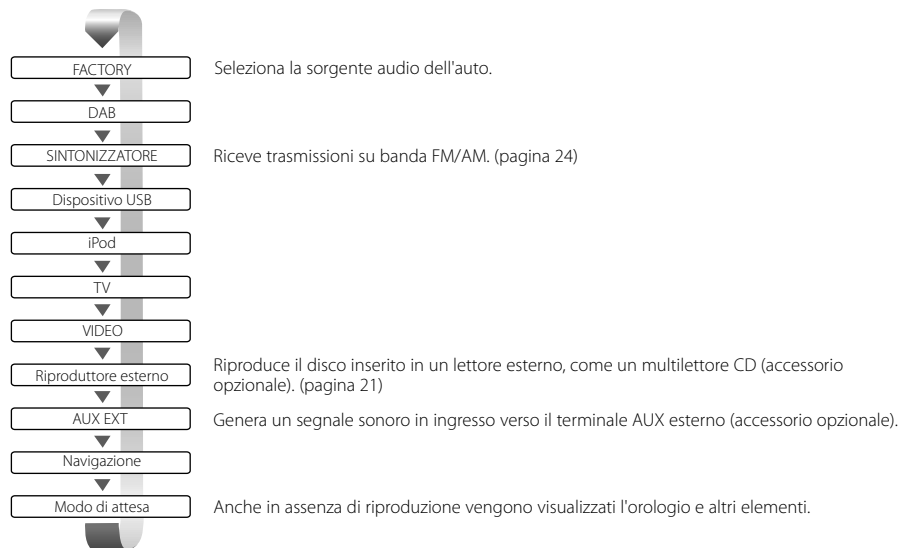 FACTORY
Seleziona la sorgente audio dell'auto.
DAB
SINTONIZZATORE
Riceve trasmissioni su banda FM/AM. (pagina 24)
Dispositivo USB
iPod
TV
VIDEO
Riproduttore esterno
Riproduce il disco inserito in un lettore esterno, come un multilettore CD (accessorio
opzionale). (pagina 21)
AUX EXT
Genera un segnale sonoro in ingresso verso il terminale AUX esterno (accessorio opzionale).
Navigazione
Modo di attesa
Anche in assenza di riproduzione vengono visualizzati l'orologio e altri elementi.